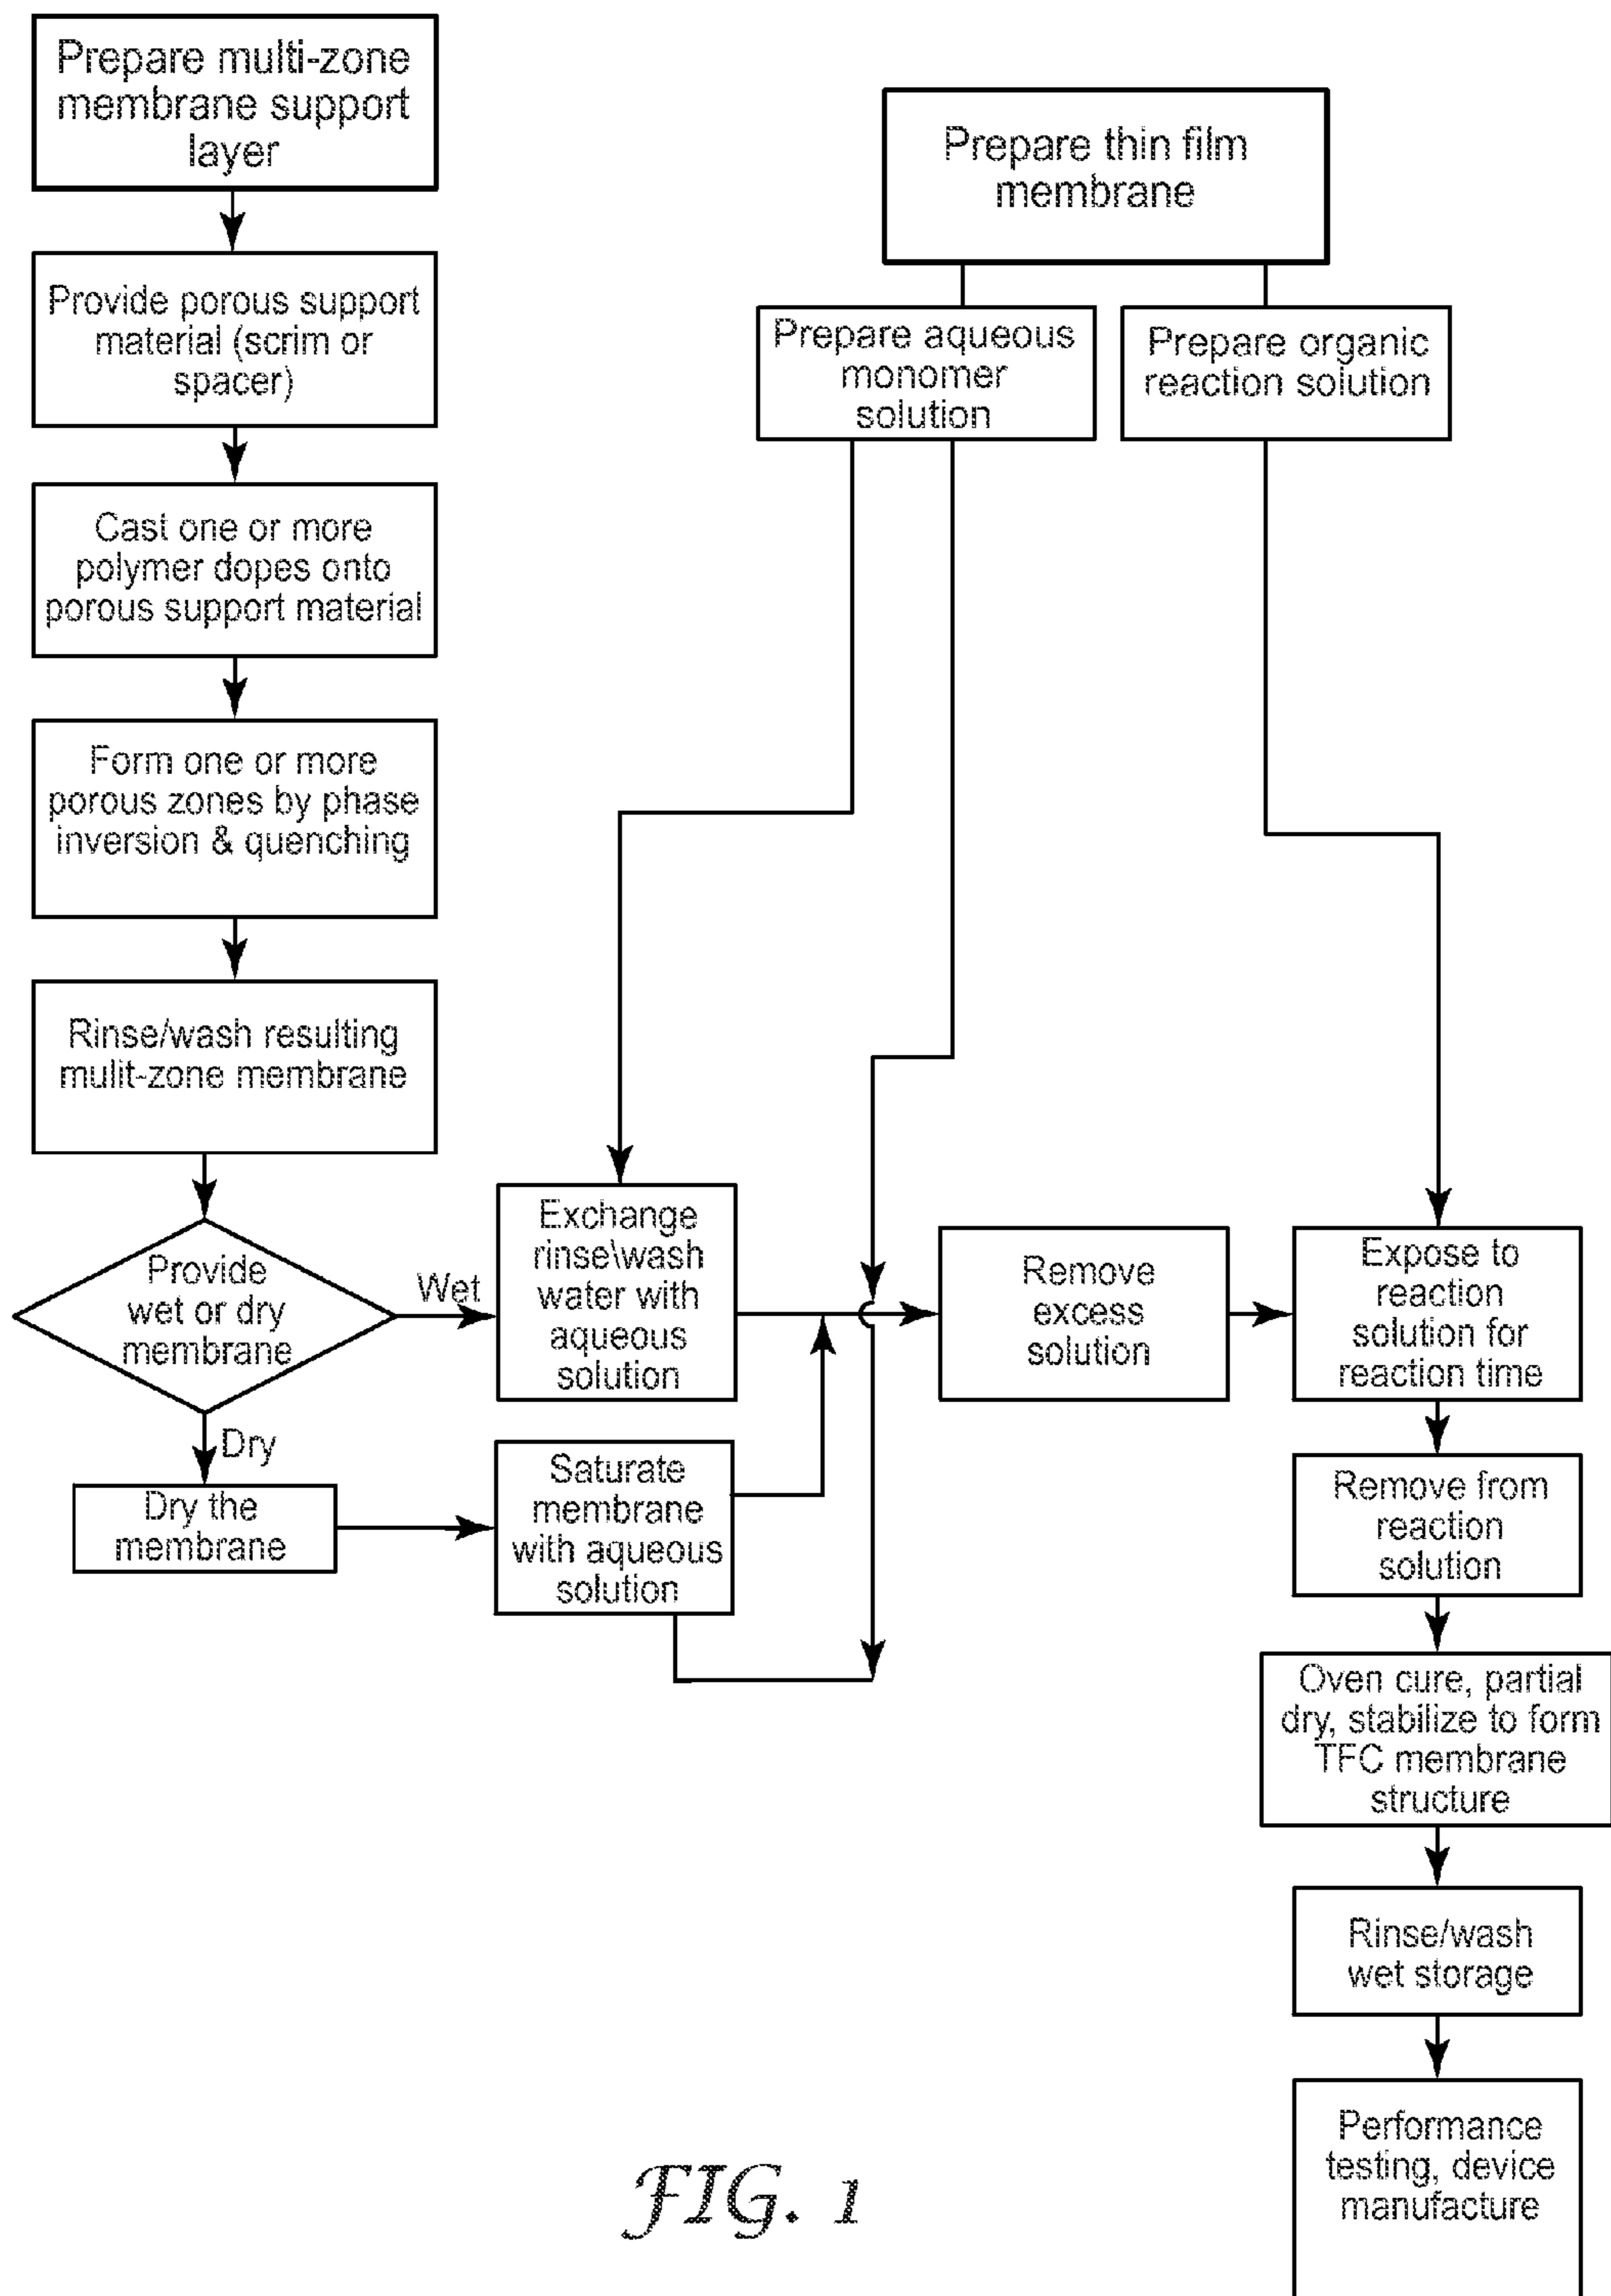 Prepare multi-zone
membrane support
layer
Provide porous support
material (scrim or
spacer)
Cast one or more
polymer dopes onto
porous support material
Form one or more
porous zones by phase
inversion & quenching
Rinse/wash resulting
mulit-zone membrane
Provide
wet or dry
membrane
Wet
Dry
Dry the
membrane
Prepare thin film
membrane
Prepare aqueous
monomer
solution
Prepare organic
reaction solution
Exchange
rinse\wash
water with
aqueous
solution
Saturate
membrane
with aqueous
solution
Remove
excess
solution
Expose to
reaction
solution for
reaction time
Remove from
reaction
solution
Oven cure, partial
dry, stabilize to form
TFC membrane
structure
Rinse/wash
wet storage
Performance
testing, device
manufacture
FIG. 1